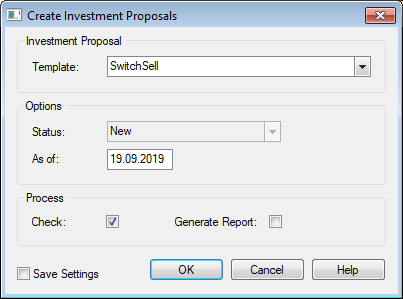 Create Investment Proposals
Investment Proposal
Template: SwitchSell
Options
Status: New
As of: 19.09.2019
Process
Check: Generate Report:
Save Settings OK Cancel Help